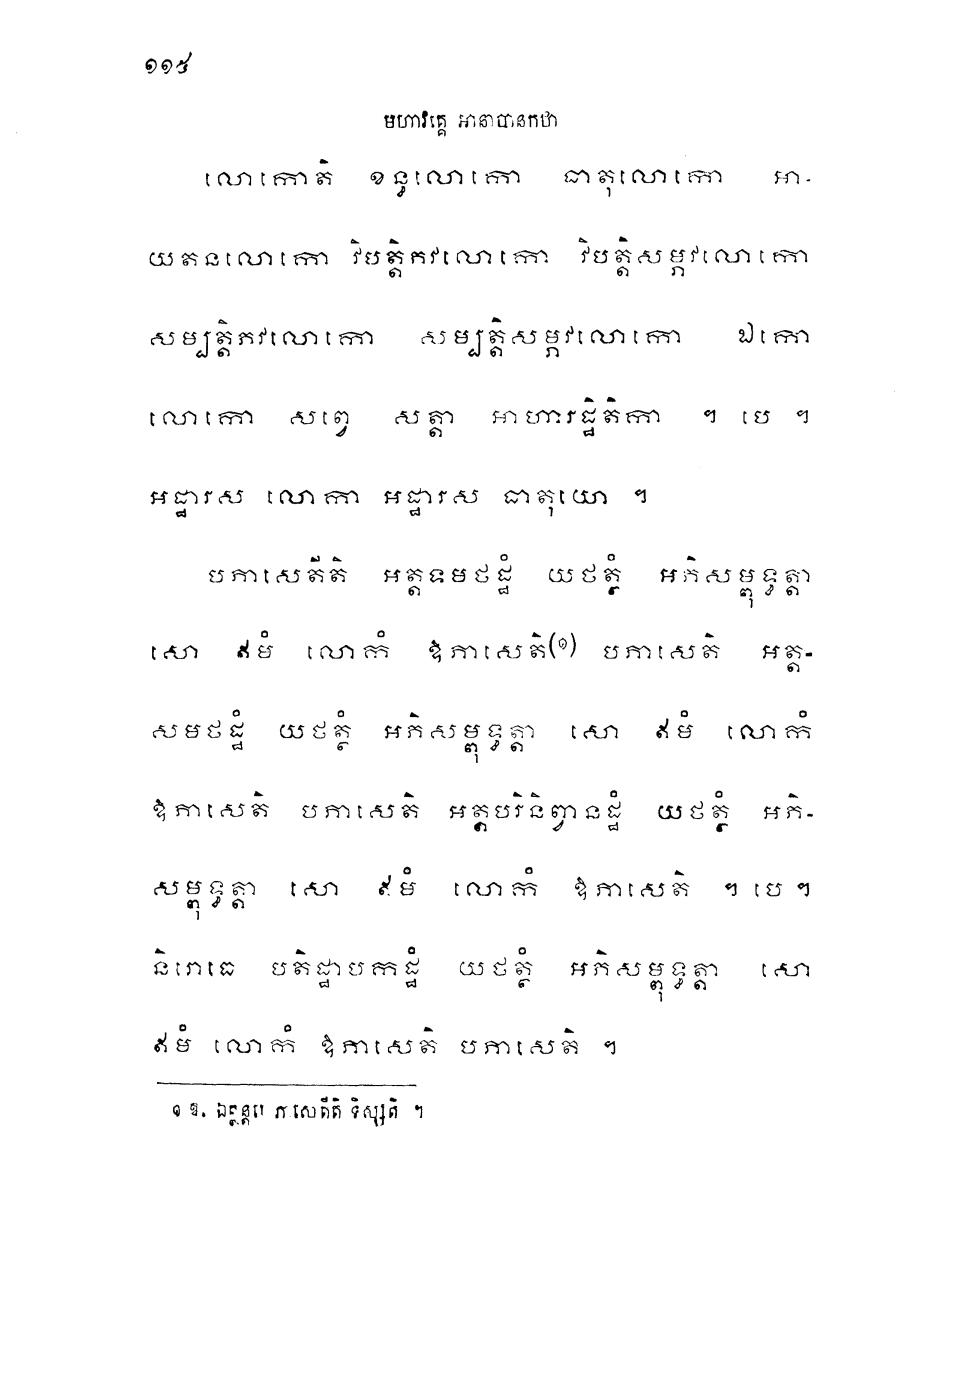 ១១៥
មហាវគ្គេ អានាបានកថា
លោកោតិ ខន្ធលោកោ ធាតុលោកោ អា-
យតនលោកោ វិបត្តិភវលោកោ វិបត្តិសម្ភវលោកោ
សម្បត្តិភវលោកោ សម្បត្តិសម្ភវលោកោ ឯកោ
លោកោ សព្វេ សត្តា អាហារដ្ឋិតិកា ។ បេ ។
អដ្ឋារស លោកា អដ្ឋារស ធាតុយោ ។
បភាសេតីតិ អត្តទមថដ្ឋំ យថត្ថំ អភិសម្ពុទ្ធត្តា
សោ ឥមំ លោកំ ឱភាសេតិ(១) បភាសេតិ អត្ត-
សមថដ្ឋំ យថត្ថំ អភិសម្ពុទ្ធត្តា សោ ឥមំ លោកំ
ឱភាសេតិ បភាសេតិ អត្តបរិនិព្វានដ្ឋំ យថត្ថំ អភិ-
សម្ពុទ្ធត្តា សោ ឥមំ លោកំ ឱភាសេតិ ។ បេ ។
និរោធេ បតិដ្ឋាបកដ្ឋំ យថត្ថំ អភិសម្ពុទ្ធត្តា សោ
ឥមំ លោកំ ឱភាសេតិ បភាសេតិ ។
១ ឱ. ឯត្ថន្តរេ ភាសេតីតិ ទិស្សតិ ។